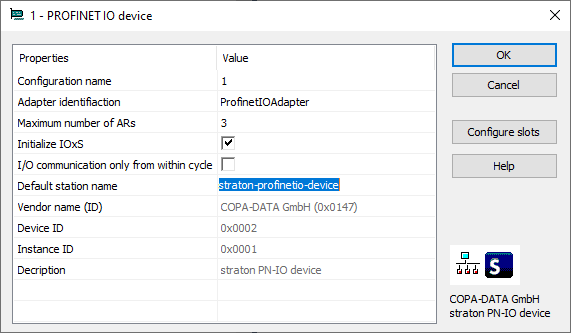 1 - PROFINET IO device
Properties Value
Configuration name 1
Adapter identifiaction ProfinetIOAdapter
Maximum number of ARs 3
Initialize IOxS
I/O communication only from within cycle
Default station name straton-profinetio-device
Vendor name (ID) COPA-DATA GmbH (0x0147)
Device ID 0x0002
Instance ID 0x0001
Decription straton PN-IO device
OK
Cancel
Configure slots
Help
S
COPA-DATA GmbH
straton PN-IO device